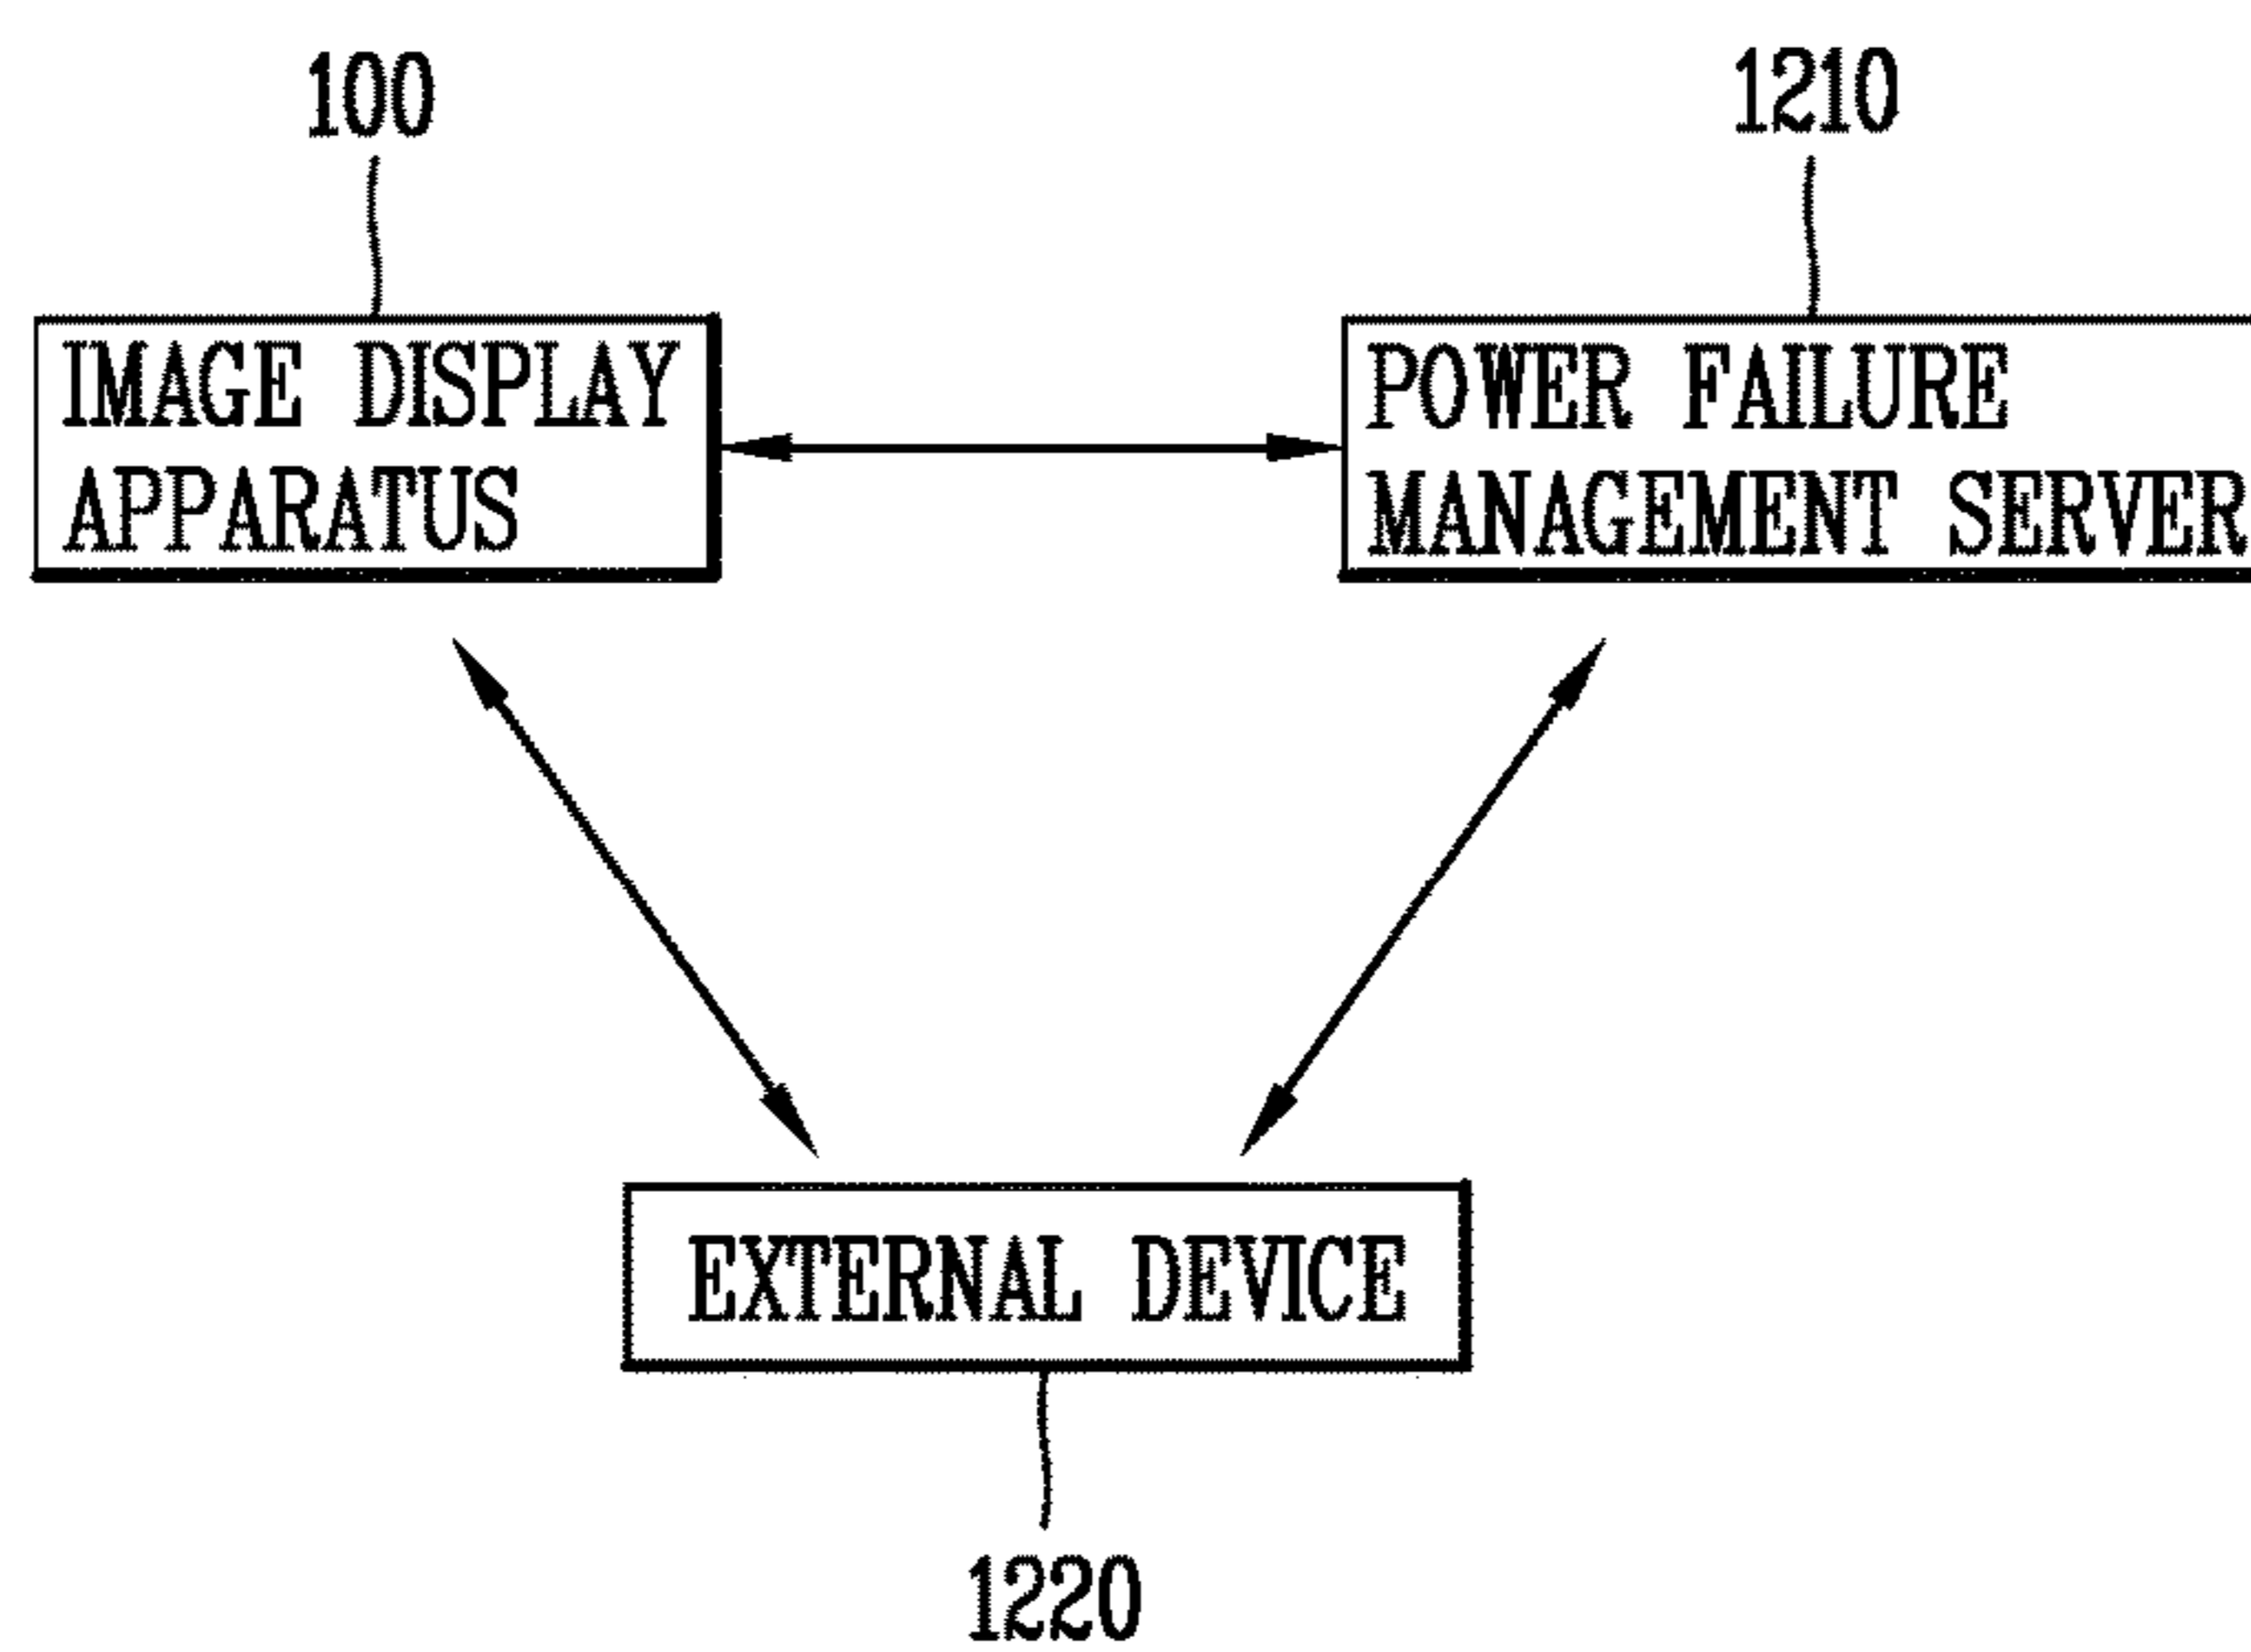 100
1210
IMAGE DISPLAY
APPARATUS
POWER FAILURE
MANAGEMENT SERVER
EXTERNAL DEVICE
1220